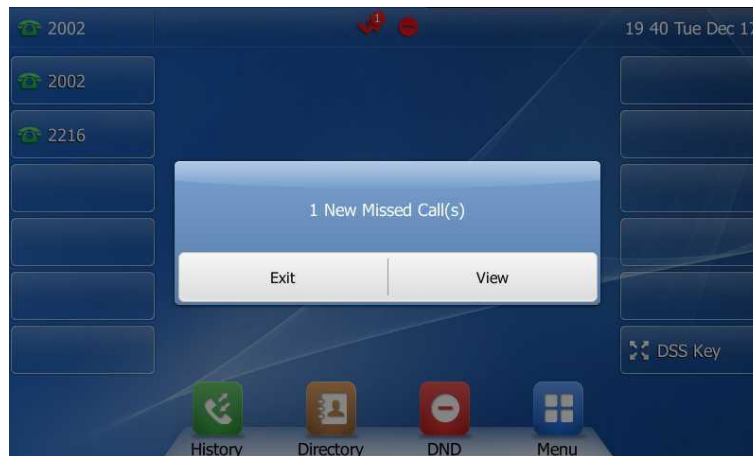 2002
1
19 40 Tue Dec 17
2002
2216
1 New Missed Call(s)
Exit
View
DSS Key
History
Directory
DND
Menu